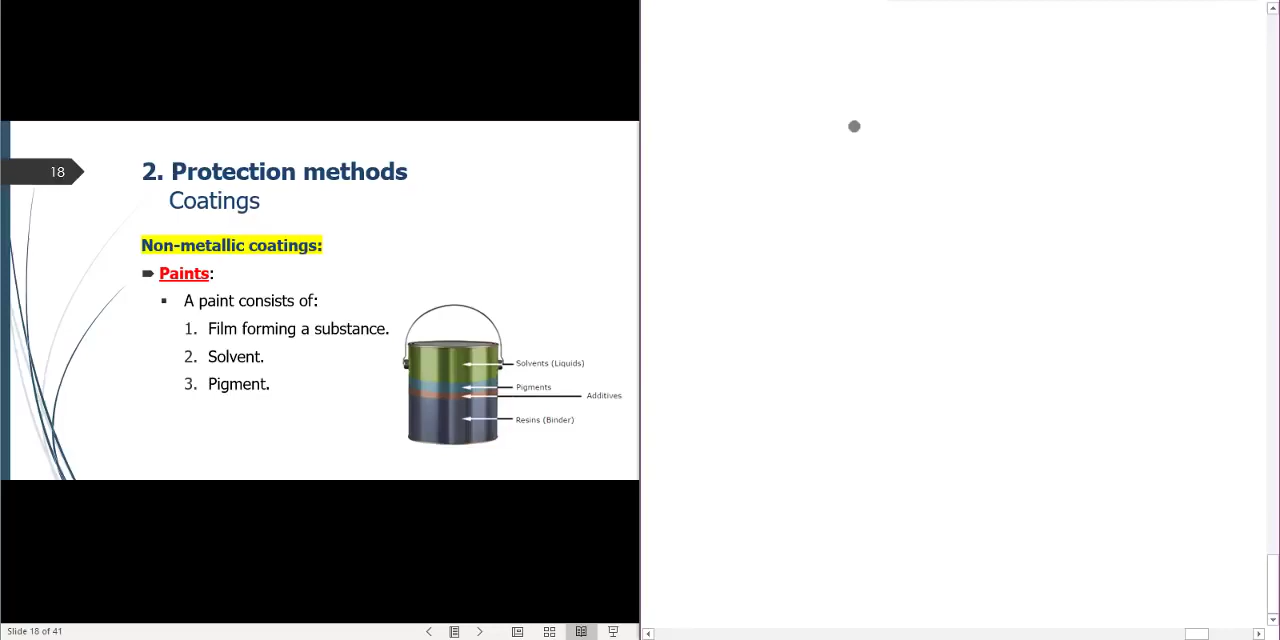 18
2. Protection methods
Coatings
Non-metallic coatings:
Paints:
A paint consists of:
1. Film forming a substance.
2. Solvent.
3. Pigment.
Solvents (Liquids)
Pigments
Additives
Resins (Binder)
Slide 18 of 41